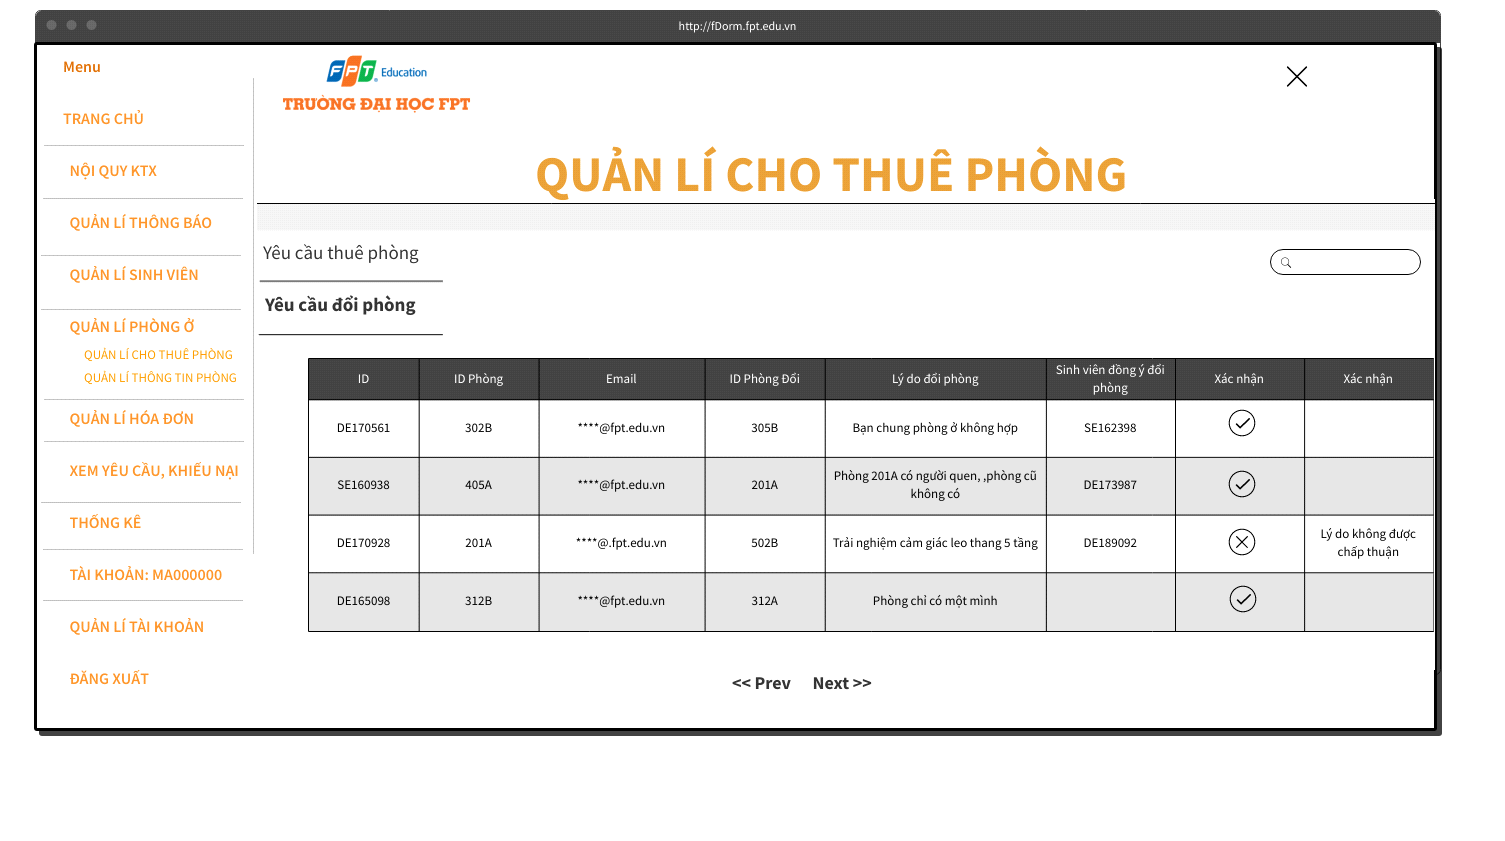 http://fDorm.fpt.edu.vn
Menu
TRANG CHỦ
NỘI QUY KTX
QUẢN LÍ THÔNG BÁO
QUẢN LÍ SINH VIÊN
QUẢN LÍ PHÒNG Ở
QUẢN LÍ CHO THUÊ PHÒNG
QUẢN LÍ THÔNG TIN PHÒNG
QUẢN LÍ HÓA ĐƠN
XEM YÊU CẦU, KHIẾU NẠI
THỐNG KÊ
TÀI KHOẢN: MA000000
QUẢN LÍ TÀI KHOẢN
ĐĂNG XUẤT
FPT Education
TRƯỜNG ĐẠI HỌC FPT
QUẢN LÍ CHO THUÊ PHÒNG
Yêu cầu thuê phòng
Yêu cầu đổi phòng
ID ID Phòng Email ID Phòng Đổi Lý do đổi phòng Sinh viên đồng ý đổi phòng Xác nhận Xác nhận
DE170561 302B ****@fpt.edu.vn 305B Bạn chung phòng ở không hợp SE162398
SE160938 405A ****@fpt.edu.vn 201A Phòng 201A có người quen, ,phòng cũ không có DE173987
DE170928 201A ****@.fpt.edu.vn 502B Trải nghiệm cảm giác leo thang 5 tầng DE189092 Lý do không được chấp thuận
DE165098 312B ****@fpt.edu.vn 312A Phòng chỉ có một mình
<< Prev Next >>